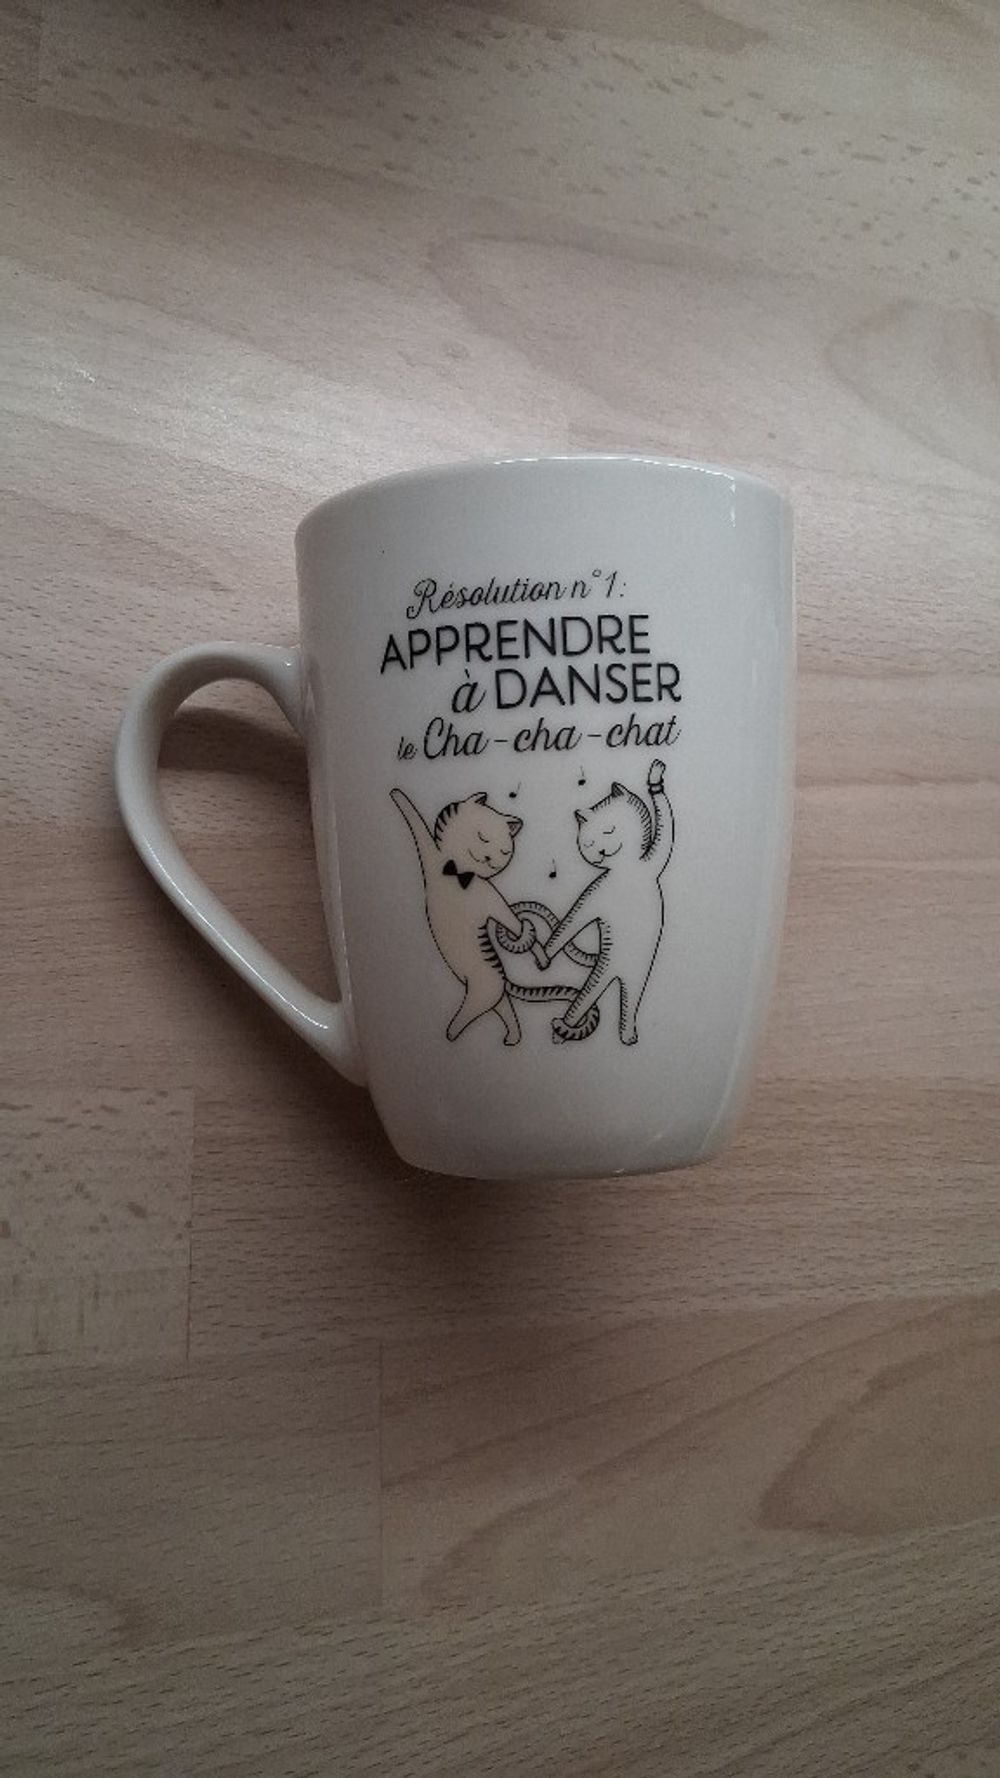 Résolution n°1:
APPRENDRE
à DANSER
le Cha-cha-chat